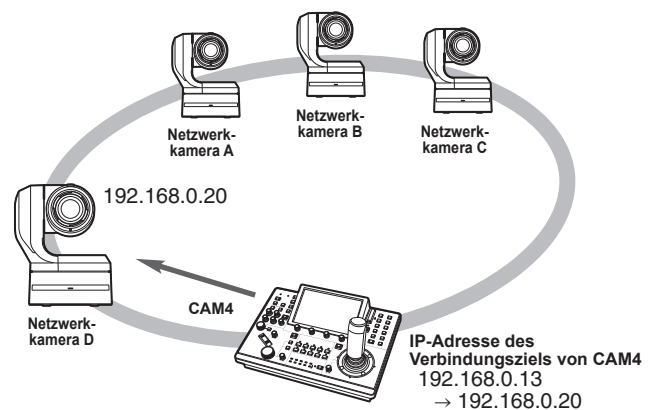 Netzwerk-
kamera A
Netzwerk-
kamera B
Netzwerk-
kamera C
192.168.0.20
Netzwerk-
kamera D
CAM4
IP-Adresse des
Verbindungsziels von CAM4
192.168.0.13
→ 192.168.0.20